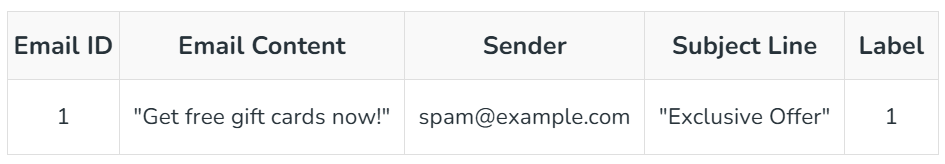 Email ID Email Content Sender Subject Line Label
1 "Get free gift cards now!" spam@example.com "Exclusive Offer" 1